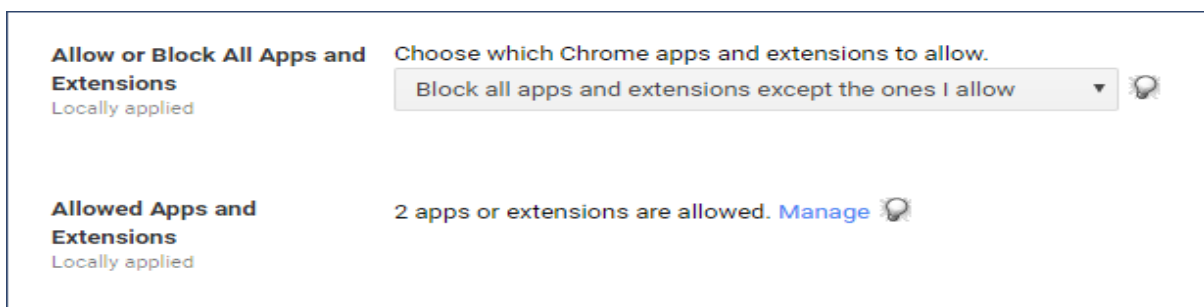 Allow or Block All Apps and
Extensions
Locally applied
Choose which Chrome apps and extensions to allow.
Block all apps and extensions except the ones I allow
Allowed Apps and
Extensions
Locally applied
2 apps or extensions are allowed. Manage